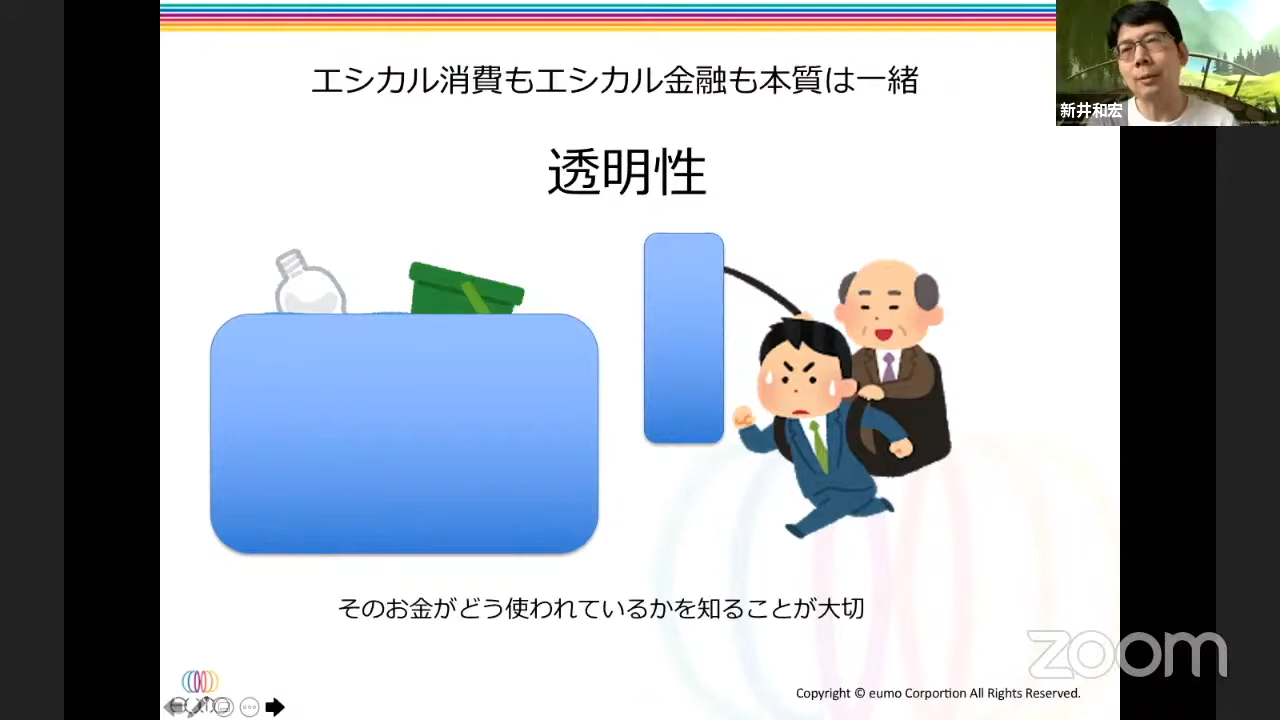 エシカル消費もエシカル金融も本質は一緒
新井和宏
透明性
そのお金がどう使われているかを知ることが大切
zoom
Copyright © eumo Corportion All Rights Reserved.